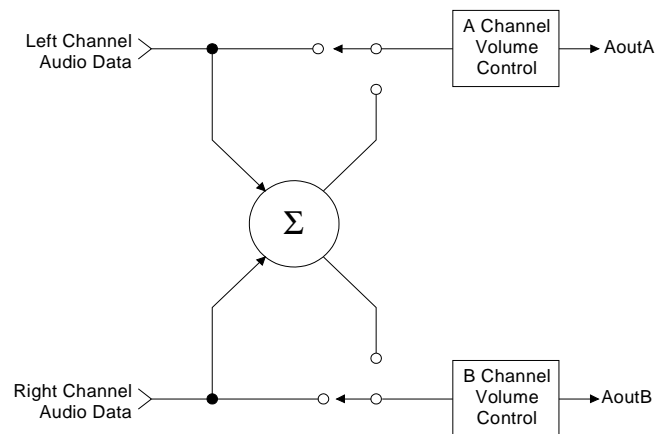 Left Channel
Audio Data
A Channel
Volume
Control
AoutA
Σ
Right Channel
Audio Data
B Channel
Volume
Control
AoutB